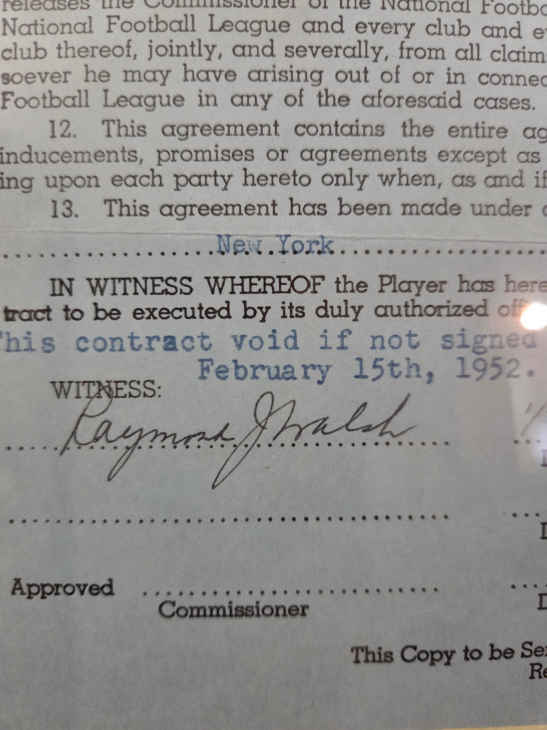 releases the Commissioner of the National Footb
National Football League and every club and e
club thereof, jointly, and severally, from all claim
soever he may have arising out of or in connec
Football League in any of the aforesaid cases.
12. This agreement contains the entire ag
inducements, promises or agreements except as
ing upon each party hereto only when, as and if
13. This agreement has been made under
New York
IN WITNESS WHEREOF the Player has here
tract to be executed by its duly authorized of
This contract void if not signed
February 15th, 1952.
WITNESS:
Raymond J Walsh
Approved
Commissioner
This Copy to be Se
Re